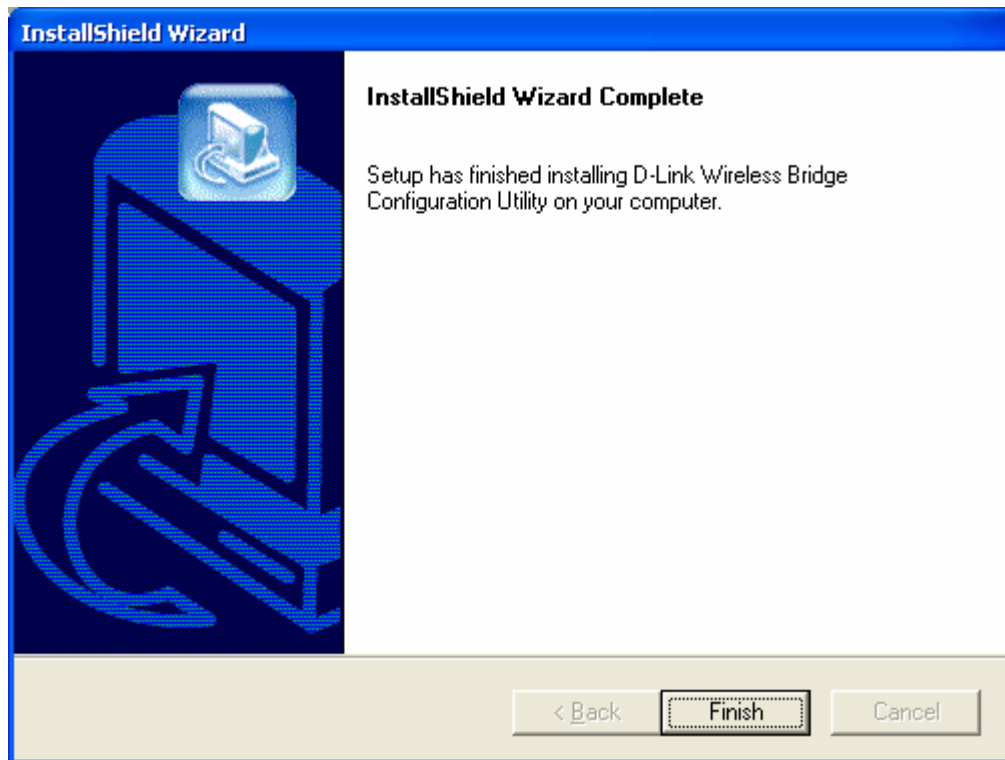 InstallShield Wizard
InstallShield Wizard Complete
Setup has finished installing D-Link Wireless Bridge
Configuration Utility on your computer.
< Back
Finish
Cancel